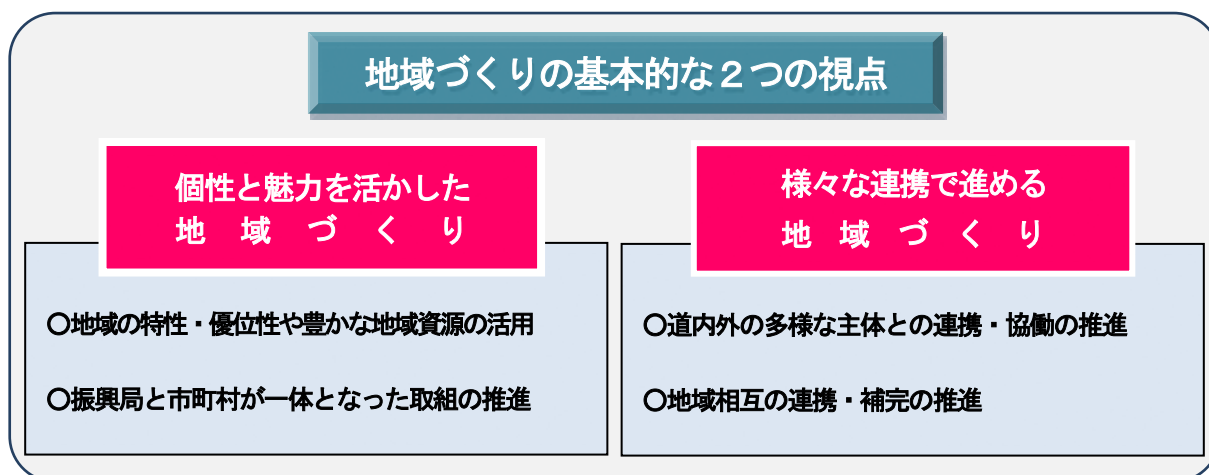 地域づくりの基本的な２つの視点
個性と魅力を活かした
地域づくり
〇地域の特性・優位性や豊かな地域資源の活用
〇振興局と市町村が一体となった取組の推進
様々な連携で進める
地域づくり
〇道内外の多様な主体との連携・協働の推進
〇地域相互の連携・補完の推進